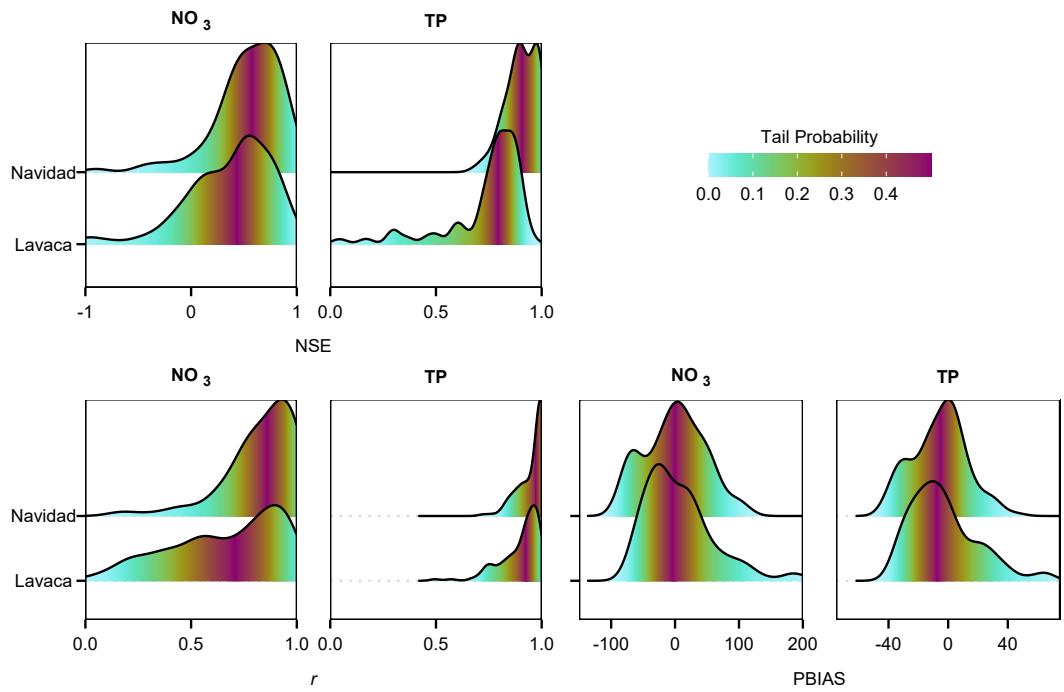 NO 3 TP
Tail Probability
0.0 0.1 0.2 0.3 0.4
Navidad
Lavaca
-1 0 1 0.0 0.5 1.0
NSE
NO 3 TP NO 3 TP
Navidad
Lavaca
0.0 0.5 1.0 0.0 0.5 1.0 -100 0 100 200 -40 0 40
r PBIAS